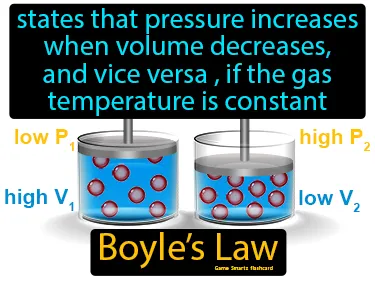 states that pressure increases
when volume decreases,
and vice versa , if the gas
temperature is constant
low P1
high P2
high V1
low V2
Boyle's Law
Game Smartz flashcard